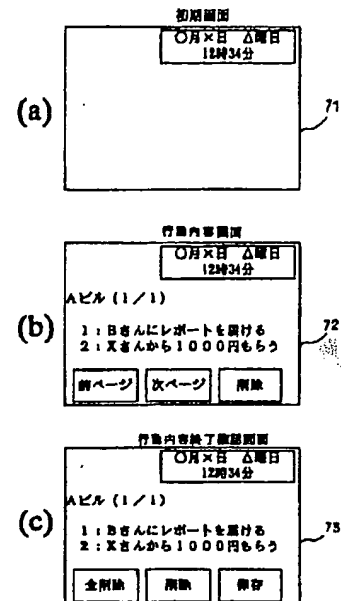 初期画面
(a)
○月×日 △曜日
12時34分
71
行動内容画面
(b)
○月×日 △曜日
12時34分
Aビル (1/1)
1:Bさんにレポートを届ける
2:Xさんから1000円もらう
前ページ 次ページ 削除
72
行動内容終了確認画面
(c)
○月×日 △曜日
12時34分
Aビル (1/1)
1:Bさんにレポートを届ける
2:Xさんから1000円もらう
全削除 削除 保存
73